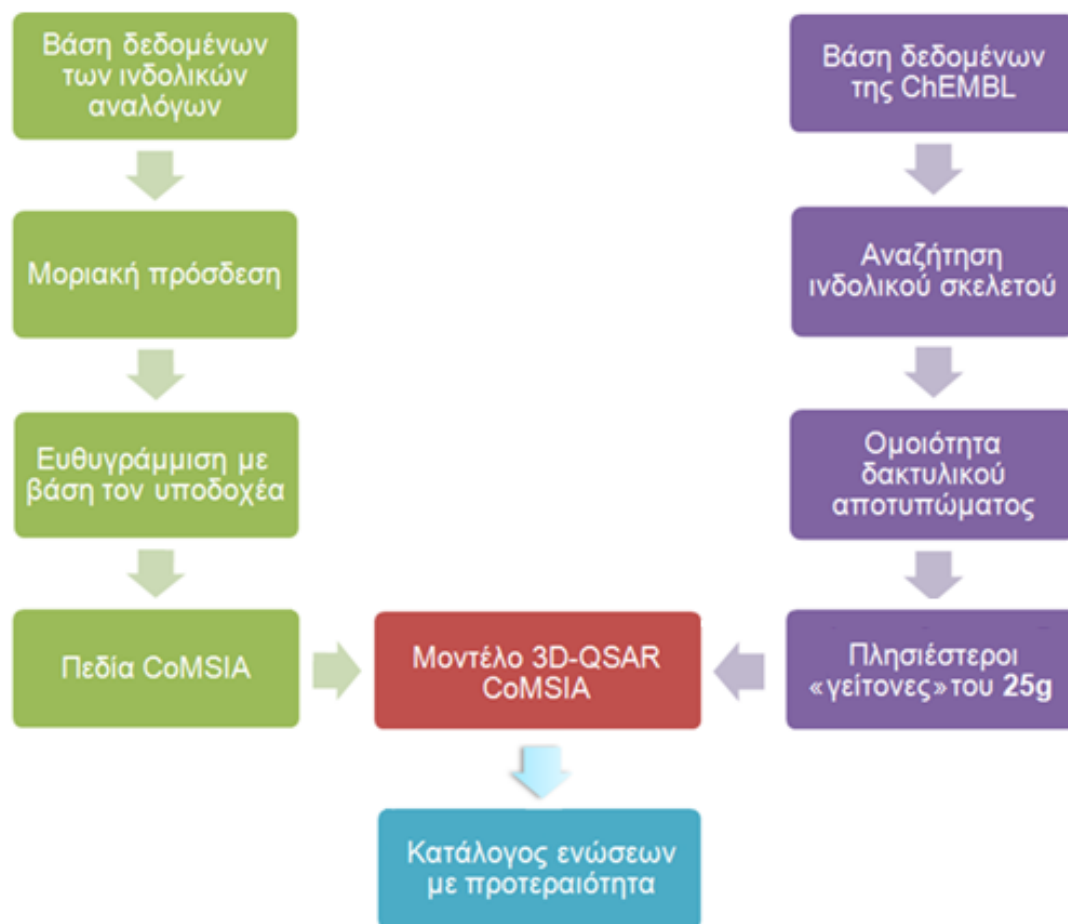 Βάση δεδομένων
των ινδολικών
αναλόγων
Μοριακή πρόσδεση
Ευθυγράμμιση με
βάση τον υποδοχέα
Πεδία CoMSIA
Βάση δεδομένων
της ChEMBL
Αναζήτηση
ινδολικού σκελετού
Ομοιότητα
δακτυλικού
αποτυπώματος
Πλησιέστεροι
«γείτονες» του 25g
Μοντέλο 3D-QSAR
CoMSIA
Κατάλογος ενώσεων
με προτεραιότητα